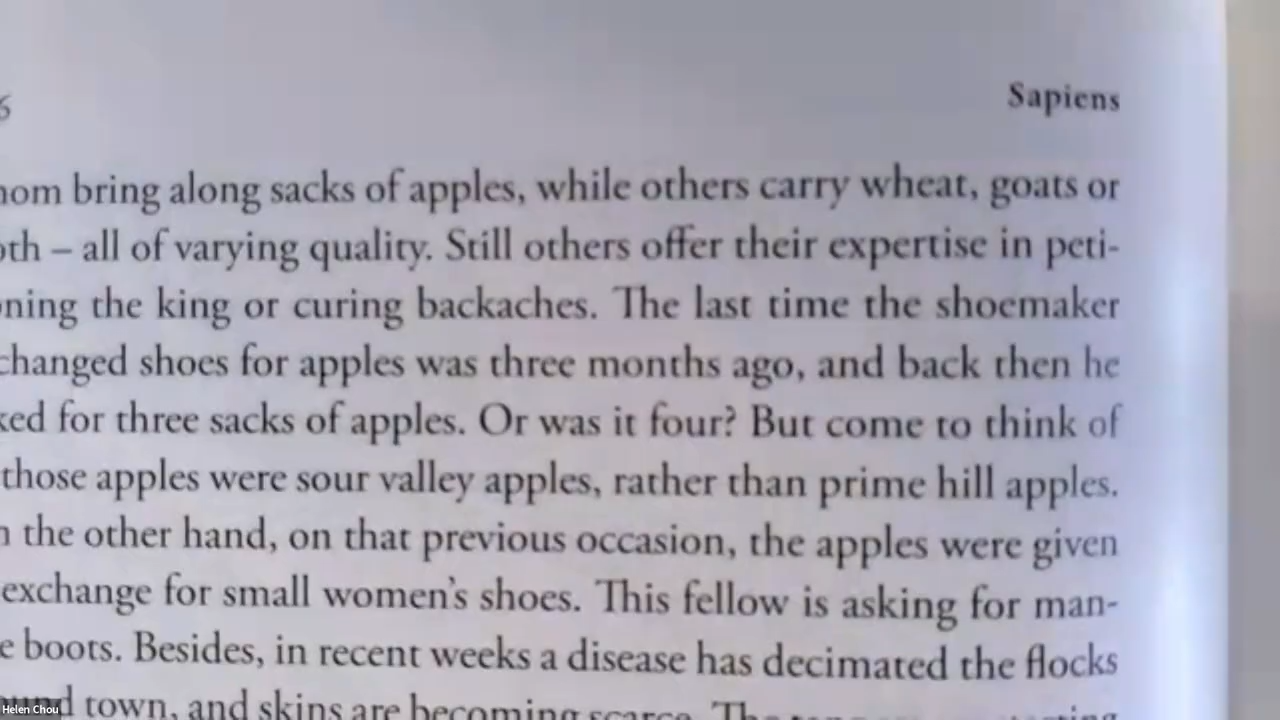 6 Sapiens
hom bring along sacks of apples, while others carry wheat, goats or
oth – all of varying quality. Still others offer their expertise in peti-
ning the king or curing backaches. The last time the shoemaker
changed shoes for apples was three months ago, and back then he
ked for three sacks of apples. Or was it four? But come to think of
those apples were sour valley apples, rather than prime hill apples.
n the other hand, on that previous occasion, the apples were given
exchange for small women's shoes. This fellow is asking for man-
e boots. Besides, in recent weeks a disease has decimated the flocks
und town, and skins are becoming scarce. The
Helen Chou